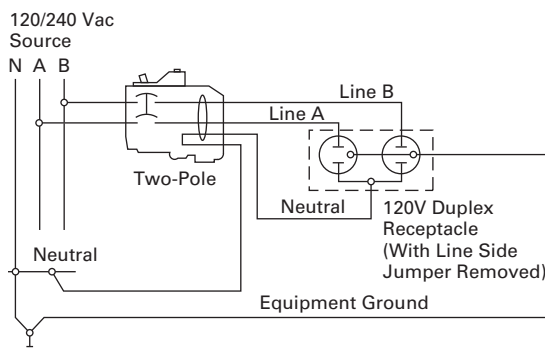 120/240 Vac
Source
N A B
Line B
Line A
Two-Pole
Neutral
120V Duplex
Receptacle
(With Line Side
Jumper Removed)
Neutral
Equipment Ground